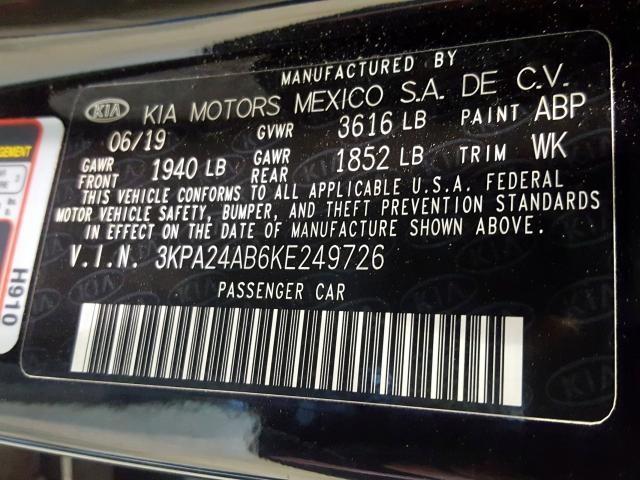 MANUFACTURED BY
KIA KIA MOTORS MEXICO S.A. DE C.V.
06/19 GVWR 3616 LB PAINT ABP
GAWR FRONT 1940 LB GAWR REAR 1852 LB TRIM WK
THIS VEHICLE CONFORMS TO ALL APPLICABLE U.S.A. FEDERAL
MOTOR VEHICLE SAFETY, BUMPER, AND THEFT PREVENTION STANDARDS
IN EFFECT ON THE DATE OF MANUFACTURE SHOWN ABOVE.
V.I.N. 3KPA24AB6KE249726
PASSENGER CAR
H910